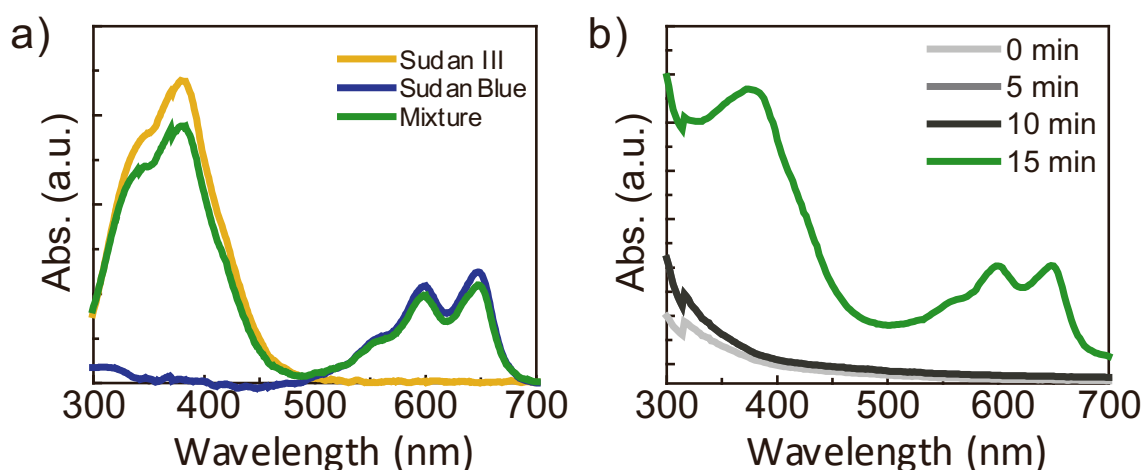 a)
Abs. (a.u.)
Sudan III
Sudan Blue
Mixture
300 400 500 600 700
Wavelength (nm)
b)
Abs. (a.u.)
0 min
5 min
10 min
15 min
300 400 500 600 700
Wavelength (nm)